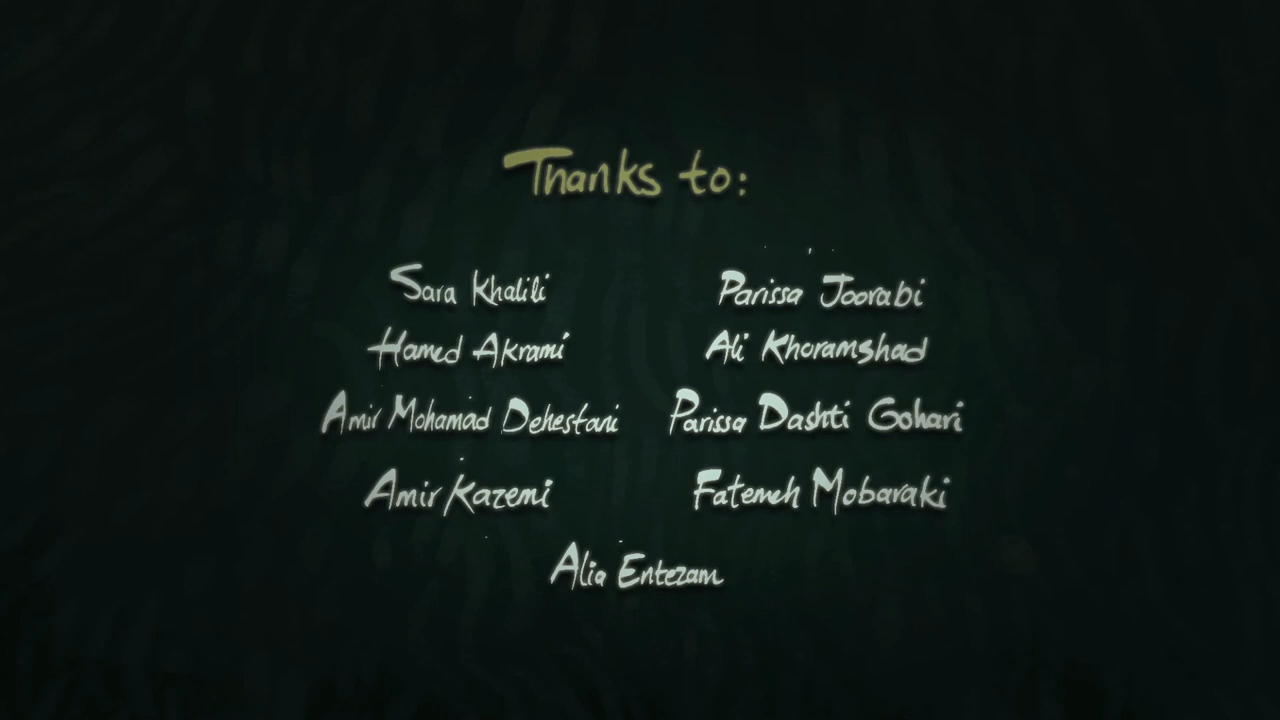 Thanks to:
Sara Khalili
Parissa Joorabi
Hamed Akrami
Ali Khoramshad
Amir Mohamad Dehestani
Parissa Dashti Gohari
Amir Kazemi
Fatemeh Mobaraki
Alia Entezam